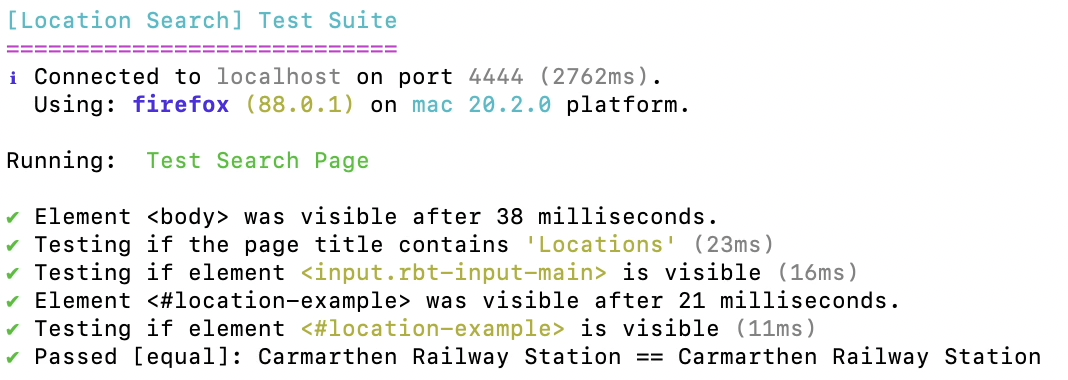 [Location Search] Test Suite
============================
ℹ Connected to localhost on port 4444 (2762ms).
Using: firefox (88.0.1) on mac 20.2.0 platform.
Running: Test Search Page
✔ Element <body> was visible after 38 milliseconds.
✔ Testing if the page title contains 'Locations' (23ms)
✔ Testing if element <input.rbt-input-main> is visible (16ms)
✔ Element <#location-example> was visible after 21 milliseconds.
✔ Testing if element <#location-example> is visible (11ms)
✔ Passed [equal]: Carmarthen Railway Station == Carmarthen Railway Station